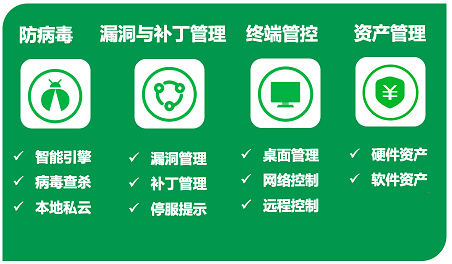 防病毒 漏洞与补丁管理 终端管控 资产管理
¥
✓ 智能引擎
✓ 病毒查杀
✓ 本地私云
✓ 漏洞管理
✓ 补丁管理
✓ 停服提示
✓ 桌面管理
✓ 网络控制
✓ 远程控制
✓ 硬件资产
✓ 软件资产